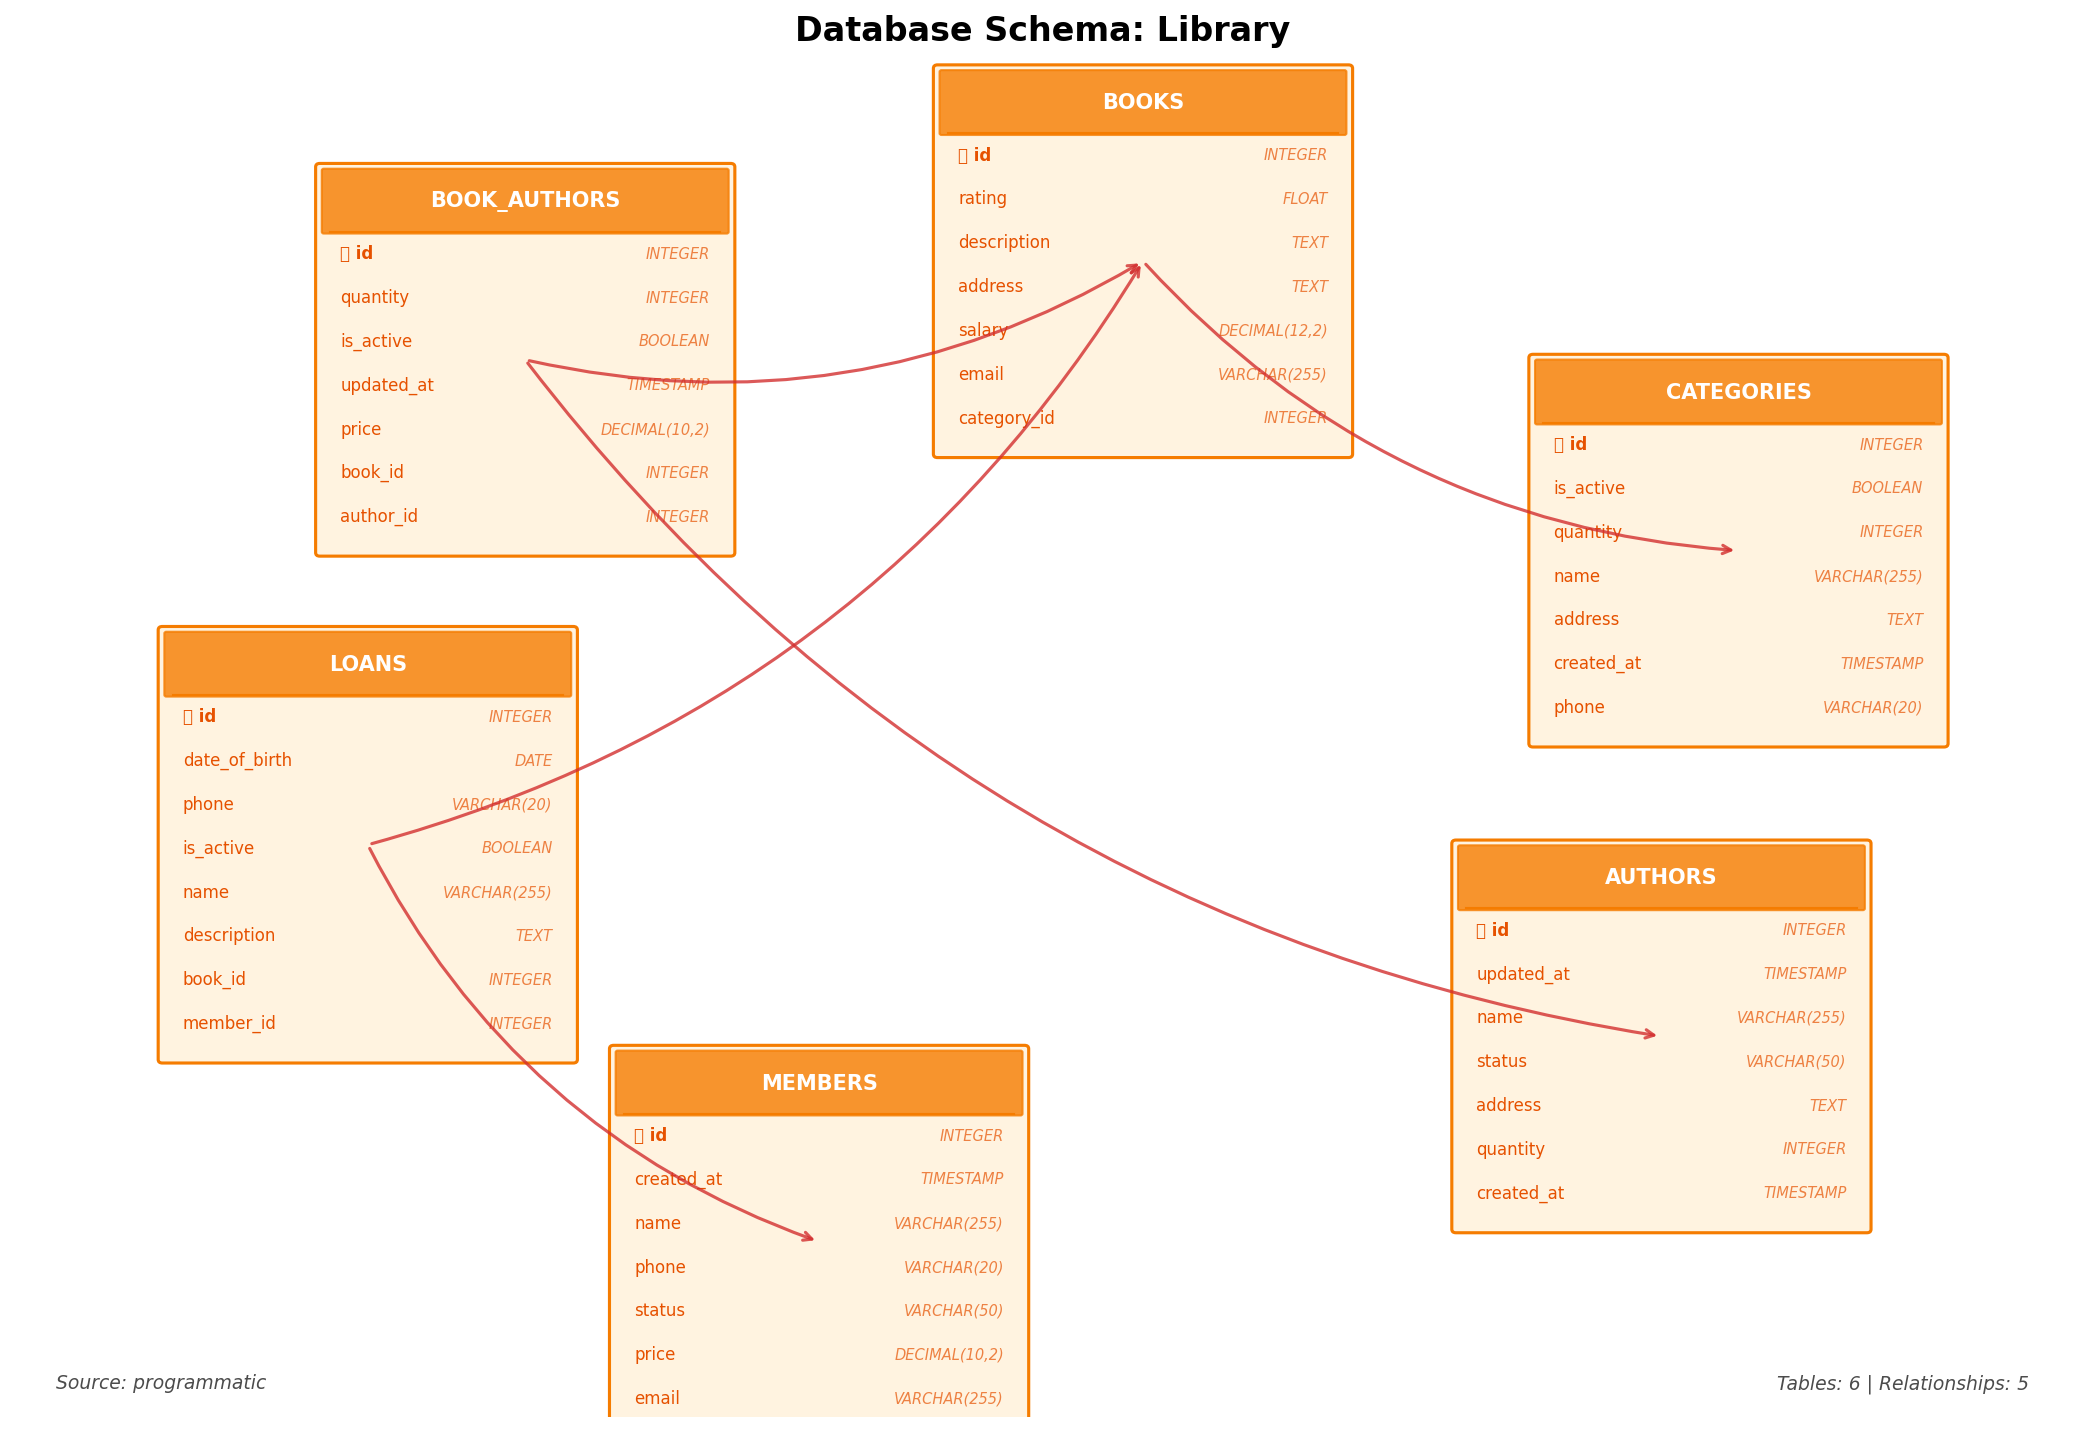 Database Schema: Library
BOOKS
id INTEGER
rating FLOAT
description TEXT
address TEXT
salary DECIMAL(12,2)
email VARCHAR(255)
category_id INTEGER
BOOK_AUTHORS
id INTEGER
quantity INTEGER
is_active BOOLEAN
updated_at TIMESTAMP
price DECIMAL(10,2)
book_id INTEGER
author_id INTEGER
CATEGORIES
id INTEGER
is_active BOOLEAN
quantity INTEGER
name VARCHAR(255)
address TEXT
created_at TIMESTAMP
phone VARCHAR(20)
LOANS
id INTEGER
date_of_birth DATE
phone VARCHAR(20)
is_active BOOLEAN
name VARCHAR(255)
description TEXT
book_id INTEGER
member_id INTEGER
AUTHORS
id INTEGER
updated_at TIMESTAMP
name VARCHAR(255)
status VARCHAR(50)
address TEXT
quantity INTEGER
created_at TIMESTAMP
MEMBERS
id INTEGER
created_at TIMESTAMP
name VARCHAR(255)
phone VARCHAR(20)
status VARCHAR(50)
price DECIMAL(10,2)
email VARCHAR(255)
Source: programmatic
Tables: 6 | Relationships: 5